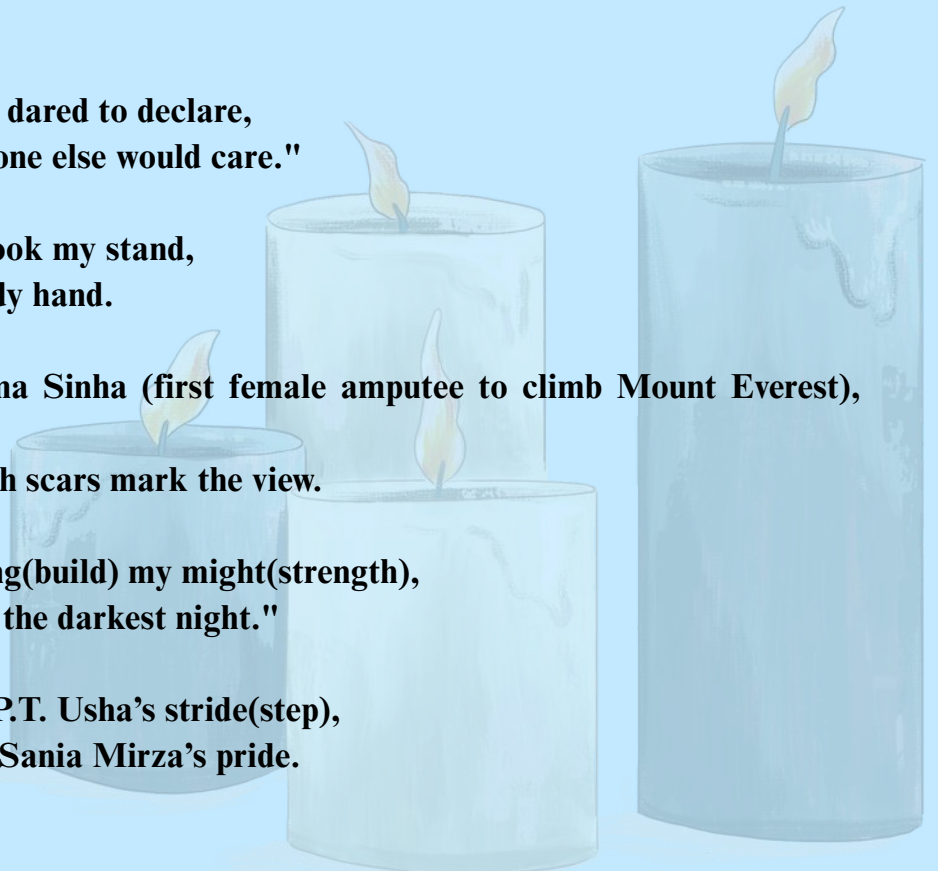 dared to declare,
one else would care."
ook my stand,
dy hand.
na Sinha (first female amputee to climb Mount Everest),
h scars mark the view.
ng(build) my might(strength),
the darkest night."
P.T. Usha’s stride(step),
Sania Mirza’s pride.